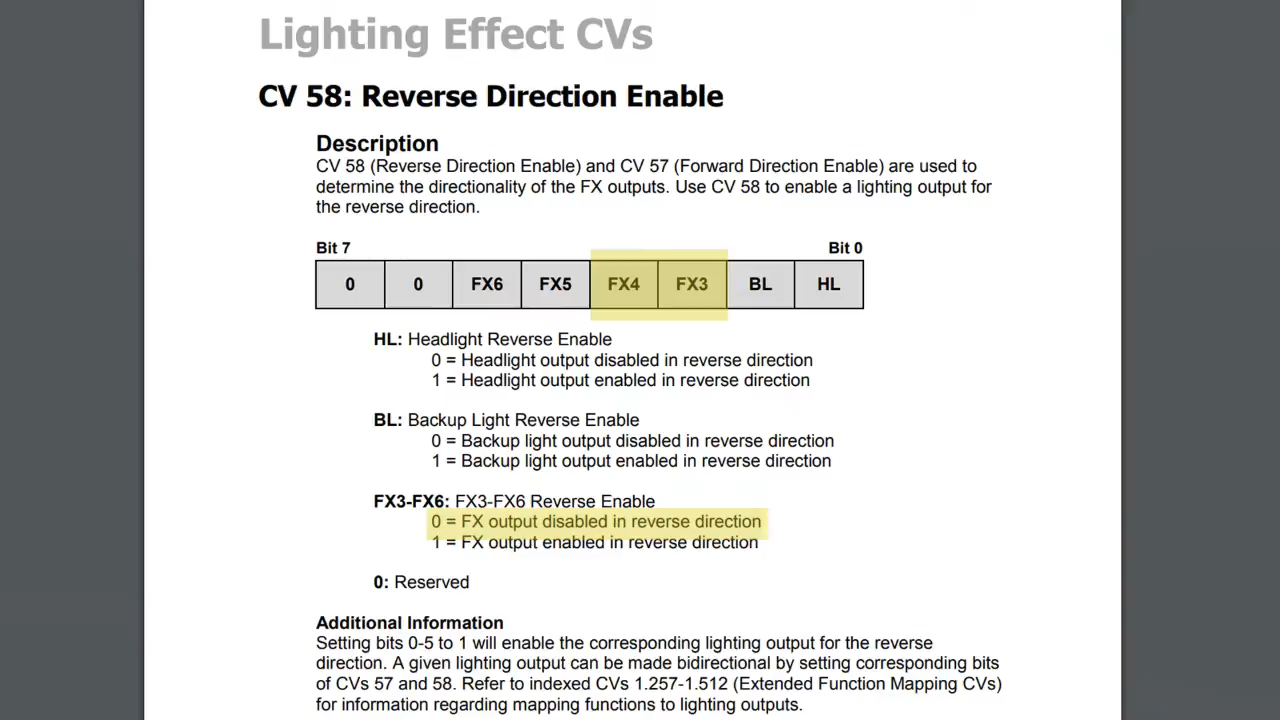 Lighting Effect CVs
CV 58: Reverse Direction Enable
Description
CV 58 (Reverse Direction Enable) and CV 57 (Forward Direction Enable) are used to
determine the directionality of the FX outputs. Use CV 58 to enable a lighting output for
the reverse direction.
Bit 7 Bit 0
0 0 FX6 FX5 FX4 FX3 BL HL
HL: Headlight Reverse Enable
0 = Headlight output disabled in reverse direction
1 = Headlight output enabled in reverse direction
BL: Backup Light Reverse Enable
0 = Backup light output disabled in reverse direction
1 = Backup light output enabled in reverse direction
FX3-FX6: FX3-FX6 Reverse Enable
0 = FX output disabled in reverse direction
1 = FX output enabled in reverse direction
0: Reserved
Additional Information
Setting bits 0-5 to 1 will enable the corresponding lighting output for the reverse
direction. A given lighting output can be made bidirectional by setting corresponding bits
of CVs 57 and 58. Refer to indexed CVs 1.257-1.512 (Extended Function Mapping CVs)
for information regarding mapping functions to lighting outputs.